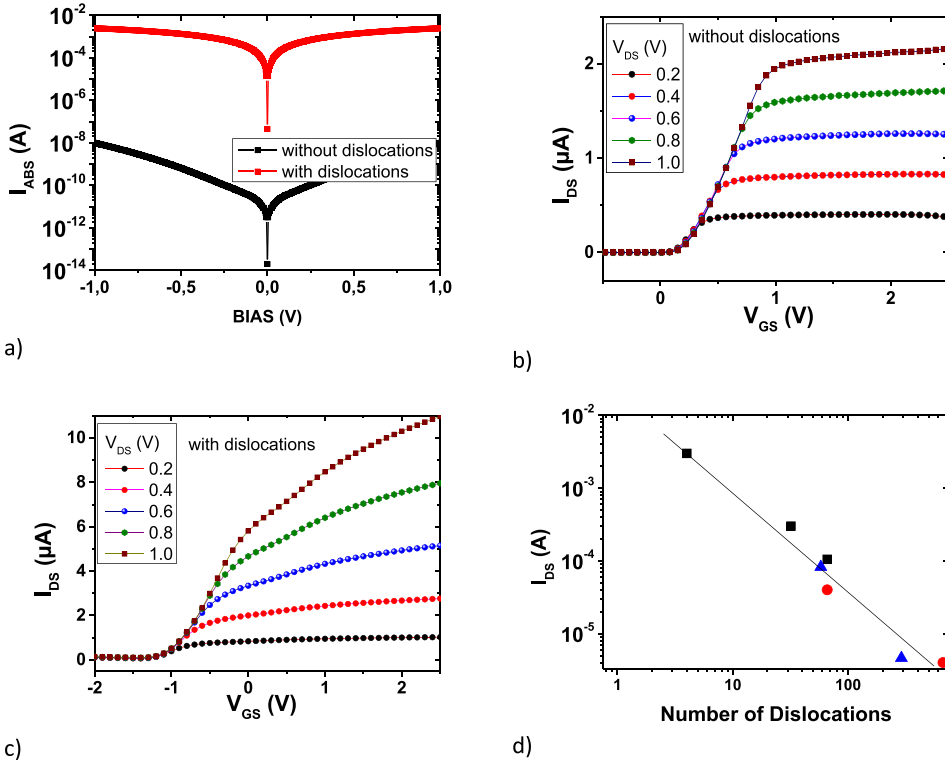 10⁻²
10⁻⁴
10⁻⁶
10⁻⁸
10⁻¹⁰
10⁻¹²
10⁻¹⁴
I_ABS (A)
without dislocations
with dislocations
-1,0
-0,5
0,0
0,5
1,0
BIAS (V)
a)
V_DS (V)
0.2
0.4
0.6
0.8
1.0
without dislocations
2
1
0
I_DS (µA)
0
1
2
V_GS (V)
b)
V_DS (V)
0.2
0.4
0.6
0.8
1.0
with dislocations
10
8
6
4
2
0
I_DS (µA)
-2
-1
0
1
2
V_GS (V)
c)
10⁻²
10⁻³
10⁻⁴
10⁻⁵
I_DS (A)
1
10
100
Number of Dislocations
d)